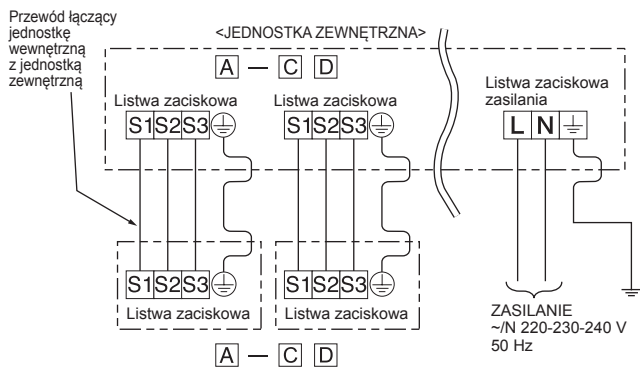 Przewód łączący
jednostkę
wewnętrzną
z jednostką
zewnętrzną
<JEDNOSTKA ZEWNĘTRZNA>
A — C D
Listwa zaciskowa
Listwa zaciskowa
Listwa zaciskowa
zasilania
S1 S2 S3
S1 S2 S3
L N
S1 S2 S3
S1 S2 S3
Listwa zaciskowa
Listwa zaciskowa
ZASILANIE
~/N 220-230-240 V
50 Hz
A — C D